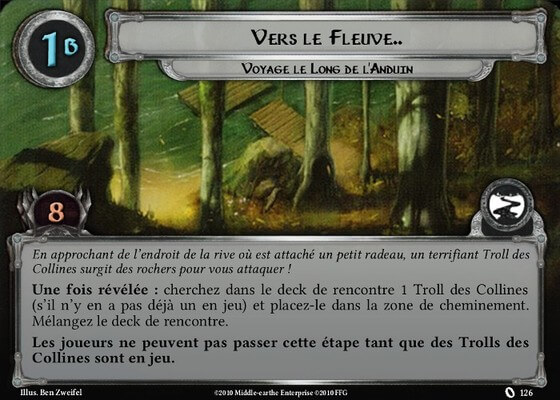 1B
Vers le Fleuve..
Voyage le Long de l'Anduin
8
En approchant de l'endroit de la rive où est attaché un petit radeau, un terrifiant Troll des
Collines surgit des rochers pour vous attaquer !
Une fois révélée : cherchez dans le deck de rencontre 1 Troll des Collines
(s'il n'y en a pas déjà un en jeu) et placez-le dans la zone de cheminement.
Mélangez le deck de rencontre.
Les joueurs ne peuvent pas passer cette étape tant que des Trolls des
Collines sont en jeu.
Illus. Ben Zweifel
©2010 Middle-earthe Enterprise ©2010 FFG
126